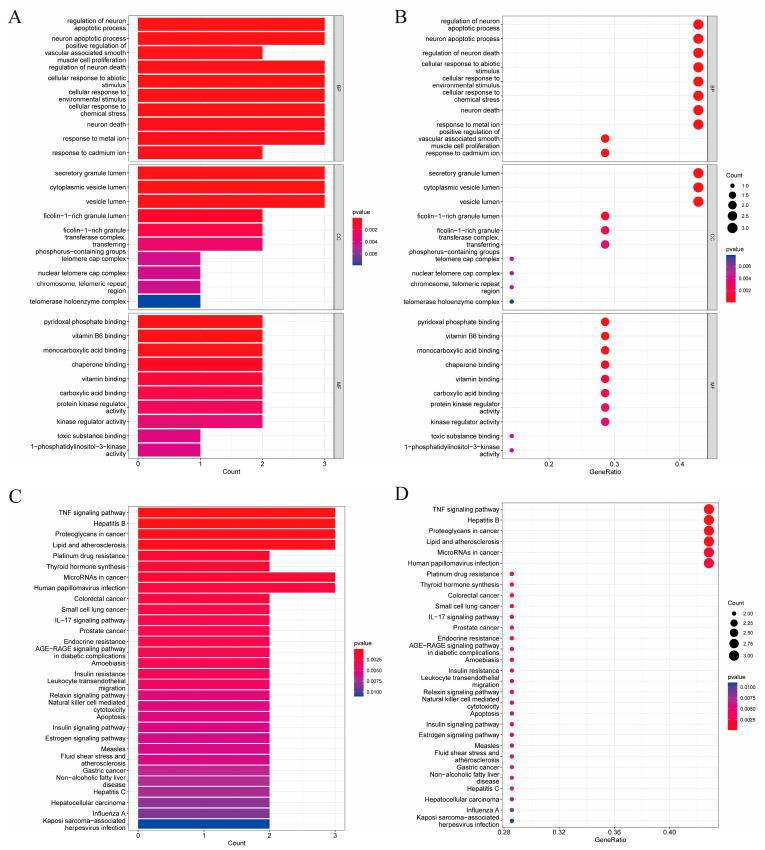 A
regulation of neuron
apoptotic process
neuron apoptotic process
positive regulation of
vascular associated smooth
muscle cell proliferation
regulation of neuron death
cellular response to abiotic
stimulus
cellular response to
environmental stimulus
cellular response to
chemical stress
neuron death
response to metal ion
response to cadmium ion
BP
secretory granule lumen
cytoplasmic vesicle lumen
vesicle lumen
ficolin−1−rich granule lumen
ficolin−1−rich granule
transferase complex,
transferring
phosphorus−containing groups
telomere cap complex
nuclear telomere cap complex
chromosome, telomeric repeat
region
telomerase holoenzyme complex
CC
pyridoxal phosphate binding
vitamin B6 binding
monocarboxylic acid binding
chaperone binding
vitamin binding
carboxylic acid binding
protein kinase regulator
activity
kinase regulator activity
toxic substance binding
1−phosphatidylinositol−3−kinase
activity
MF
0 1 2 3
Count
pvalue
0.002
0.004
0.006
B
regulation of neuron
apoptotic process
neuron apoptotic process
regulation of neuron death
cellular response to abiotic
stimulus
cellular response to
environmental stimulus
cellular response to
chemical stress
neuron death
response to metal ion
positive regulation of
vascular associated smooth
muscle cell proliferation
response to cadmium ion
BP
secretory granule lumen
cytoplasmic vesicle lumen
vesicle lumen
ficolin−1−rich granule lumen
ficolin−1−rich granule
transferase complex,
transferring
phosphorus−containing groups
telomere cap complex
nuclear telomere cap complex
chromosome, telomeric repeat
region
telomerase holoenzyme complex
CC
pyridoxal phosphate binding
vitamin B6 binding
monocarboxylic acid binding
chaperone binding
vitamin binding
carboxylic acid binding
protein kinase regulator
activity
kinase regulator activity
toxic substance binding
1−phosphatidylinositol−3−kinase
activity
MF
0.2 0.3 0.4
GeneRatio
Count
1.0
1.5
2.0
2.5
3.0
pvalue
0.006
0.004
0.002
C
TNF signaling pathway
Hepatitis B
Proteoglycans in cancer
Lipid and atherosclerosis
Platinum drug resistance
Thyroid hormone synthesis
MicroRNAs in cancer
Human papillomavirus infection
Colorectal cancer
Small cell lung cancer
IL−17 signaling pathway
Prostate cancer
Endocrine resistance
AGE−RAGE signaling pathway
in diabetic complications
Amoebiasis
Insulin resistance
Leukocyte transendothelial
migration
Relaxin signaling pathway
Natural killer cell mediated
cytotoxicity
Apoptosis
Insulin signaling pathway
Estrogen signaling pathway
Measles
Fluid shear stress and
atherosclerosis
Gastric cancer
Non−alcoholic fatty liver
disease
Hepatitis C
Hepatocellular carcinoma
Influenza A
Kaposi sarcoma−associated
herpesvirus infection
0 1 2 3
Count
pvalue
0.0025
0.0050
0.0075
0.0100
D
TNF signaling pathway
Hepatitis B
Proteoglycans in cancer
Lipid and atherosclerosis
MicroRNAs in cancer
Human papillomavirus infection
Platinum drug resistance
Thyroid hormone synthesis
Colorectal cancer
Small cell lung cancer
IL−17 signaling pathway
Prostate cancer
Endocrine resistance
AGE−RAGE signaling pathway
in diabetic complications
Amoebiasis
Insulin resistance
Leukocyte transendothelial
migration
Relaxin signaling pathway
Natural killer cell mediated
cytotoxicity
Apoptosis
Insulin signaling pathway
Estrogen signaling pathway
Measles
Fluid shear stress and
atherosclerosis
Gastric cancer
Non−alcoholic fatty liver
disease
Hepatitis C
Hepatocellular carcinoma
Influenza A
Kaposi sarcoma−associated
herpesvirus infection
0.28 0.32 0.36 0.40
GeneRatio
Count
2.00
2.25
2.50
2.75
3.00
pvalue
0.0100
0.0075
0.0050
0.0025